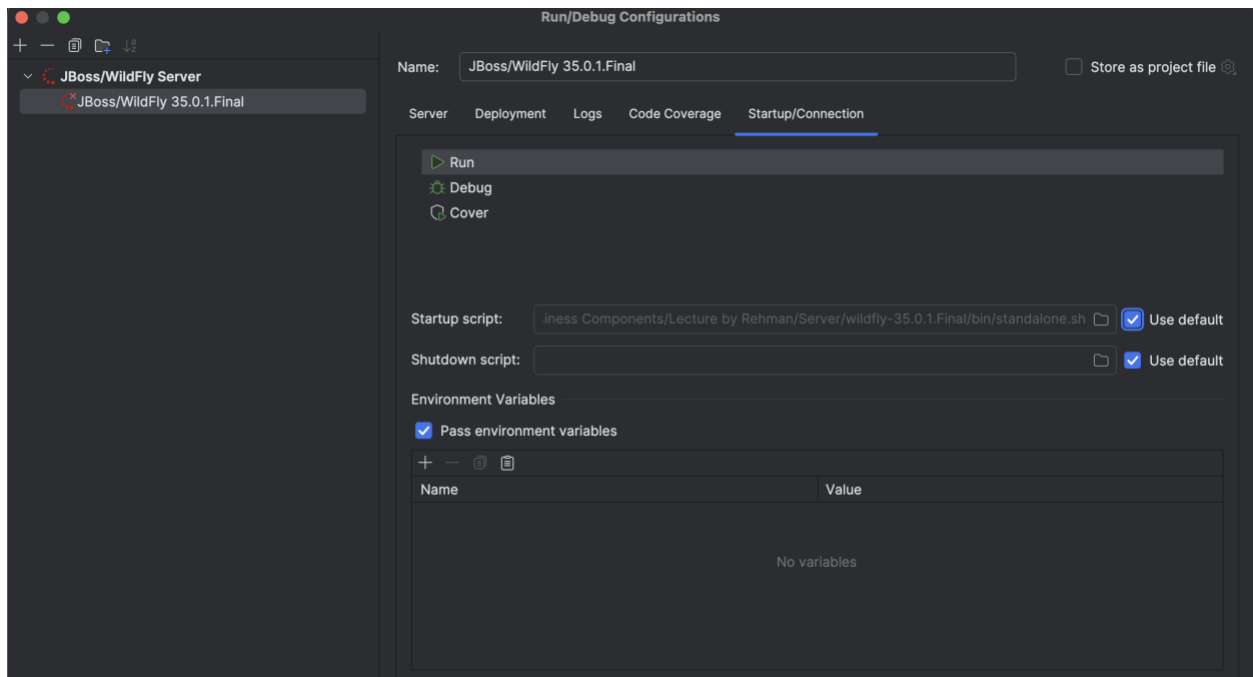 Run/Debug Configurations
JBoss/WildFly Server
JBoss/WildFly 35.0.1.Final
Name: JBoss/WildFly 35.0.1.Final Store as project file
Server Deployment Logs Code Coverage Startup/Connection
Run
Debug
Cover
Startup script: iness Components/Lecture by Rehman/Server/wildfly-35.0.1.Final/bin/standalone.sh Use default
Shutdown script: Use default
Environment Variables
Pass environment variables
Name Value
No variables